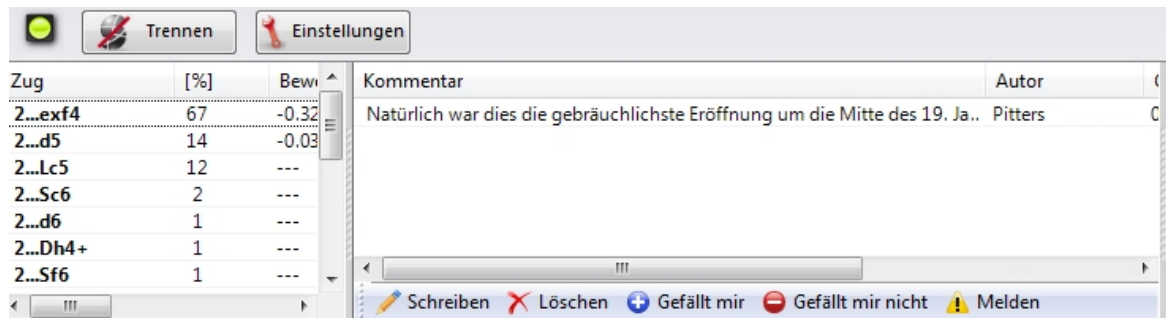 Trennen Einstellungen
Zug [%] Kommentar Autor
2...exf4 67 -0.32 Natürlich war dies die gebräuchlichste Eröffnung um die Mitte des 19. Ja.. Pitters
2...d5 14 -0.03
2...Lc5 12 ---
2...Sc6 2 ---
2...d6 1 ---
2...Dh4+ 1 ---
2...Sf6 1 ---
Schreiben Löschen Gefällt mir Gefällt mir nicht Melden